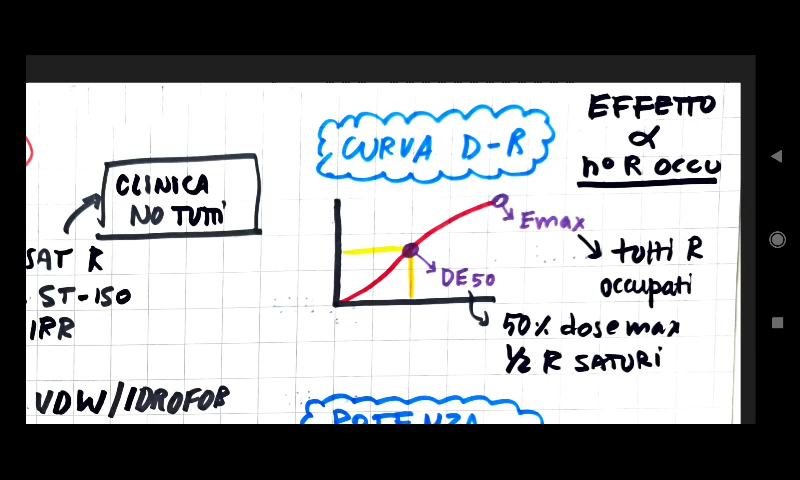 CLINICA
NO TUTTI
SAT R
ST-150
IRR
VDW/IDROFOB
CURVA D-R
EFFETTO
α
n° R OCCU
Emax
tutti R
occupati
DE50
50% dose max
1/2 R SATURI
POTENZA